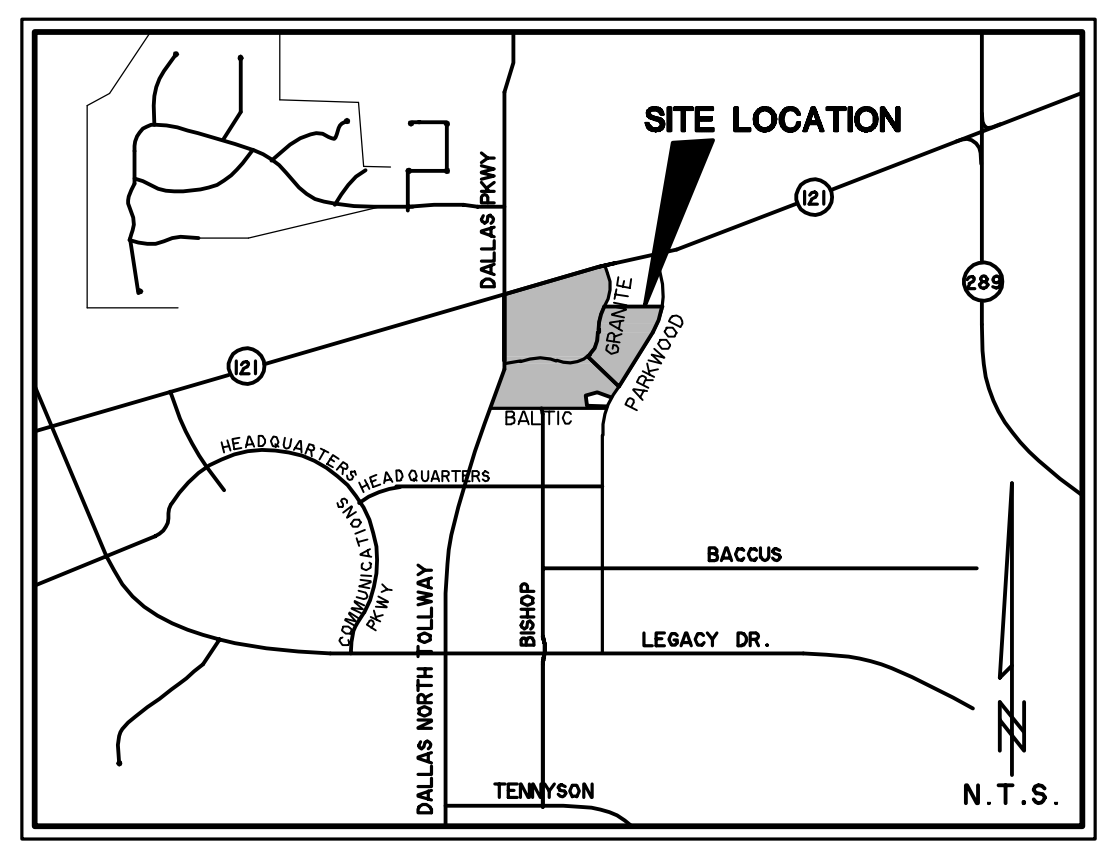 SITE LOCATION
DALLAS PKWY
121
289
GRANITE
PARKWOOD
121
BALTIC
HEADQUARTERS
HEADQUARTERS
COMMUNICATIONS
PKWY
BACCUS
BISHOP
DALLAS NORTH TOLLWAY
LEGACY DR.
N
TENNYSON
N.T.S.